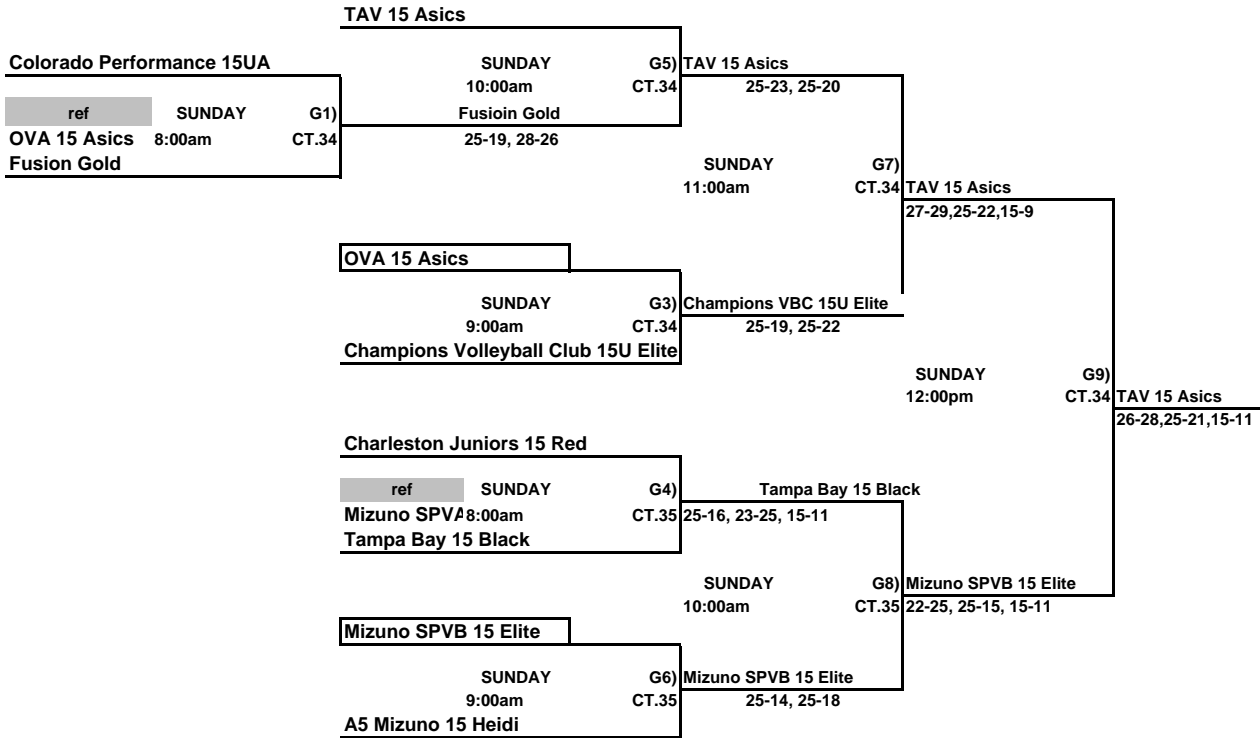 TAV 15 Asics
Colorado Performance 15UA
SUNDAY G5) TAV 15 Asics
10:00am CT.34 25-23, 25-20
ref SUNDAY G1) Fusioin Gold
OVA 15 Asics 8:00am CT.34 25-19, 28-26
Fusion Gold
SUNDAY G7)
11:00am CT.34 TAV 15 Asics
27-29,25-22,15-9
OVA 15 Asics
SUNDAY G3) Champions VBC 15U Elite
9:00am CT.34 25-19, 25-22
Champions Volleyball Club 15U Elite
SUNDAY G9)
12:00pm CT.34 TAV 15 Asics
26-28,25-21,15-11
Charleston Juniors 15 Red
ref SUNDAY G4) Tampa Bay 15 Black
Mizuno SPVA 8:00am CT.35 25-16, 23-25, 15-11
Tampa Bay 15 Black
SUNDAY G8) Mizuno SPVB 15 Elite
10:00am CT.35 22-25, 25-15, 15-11
Mizuno SPVB 15 Elite
SUNDAY G6) Mizuno SPVB 15 Elite
9:00am CT.35 25-14, 25-18
A5 Mizuno 15 Heidi